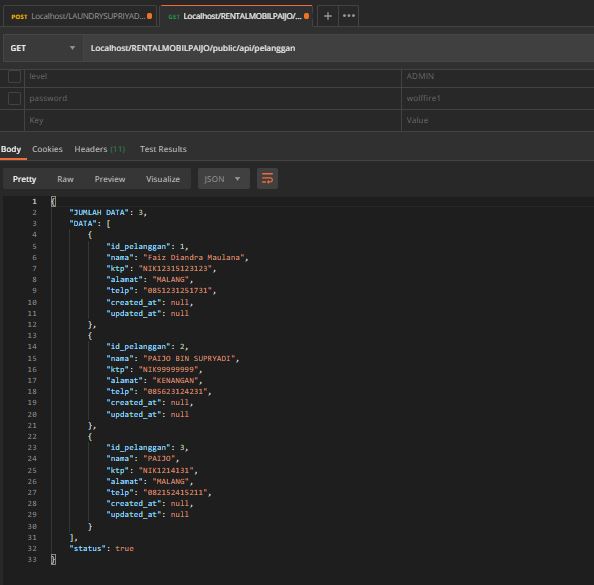 POST Localhost/LAUNDRYSUPRIYAD... GET Localhost/RENTALMOBILPAIJO/... + •••
GET Localhost/RENTALMOBILPAIJO/public/api/pelanggan
level ADMIN
password wolffire1
Key Value
Body Cookies Headers (11) Test Results
Pretty Raw Preview Visualize JSON
1 {
2 "JUMLAH DATA": 3,
3 "DATA": [
4 {
5 "id_pelanggan": 1,
6 "nama": "Faiz Diandra Maulana",
7 "ktp": "NIK12315123123",
8 "alamat": "MALANG",
9 "telp": "0851231251731",
10 "created_at": null,
11 "updated_at": null
12 },
13 {
14 "id_pelanggan": 2,
15 "nama": "PAIJO BIN SUPRYADI",
16 "ktp": "NIK99999999",
17 "alamat": "KENANGAN",
18 "telp": "085623124231",
19 "created_at": null,
20 "updated_at": null
21 },
22 {
23 "id_pelanggan": 3,
24 "nama": "PAIJO",
25 "ktp": "NIK1214131",
26 "alamat": "MALANG",
27 "telp": "082152415211",
28 "created_at": null,
29 "updated_at": null
30 }
31 ],
32 "status": true
33 }